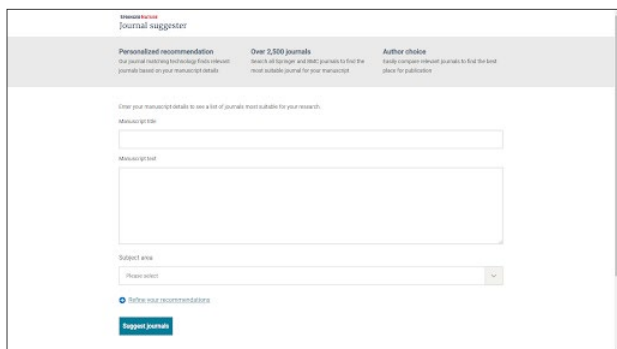 SPRINGER NATURE
Journal suggester
Personalized recommendation
Our journal matching technology finds relevant
journals based on your manuscript details
Over 2,500 journals
Search all Springer and BMC journals to find the
most suitable journal for your manuscript
Author choice
Easily compare relevant journals to find the best
place for publication
Enter your manuscript details to see a list of journals most suitable for your research.
Manuscript title
Manuscript text
Subject area
Please select
Refine your recommendations
Suggest journals